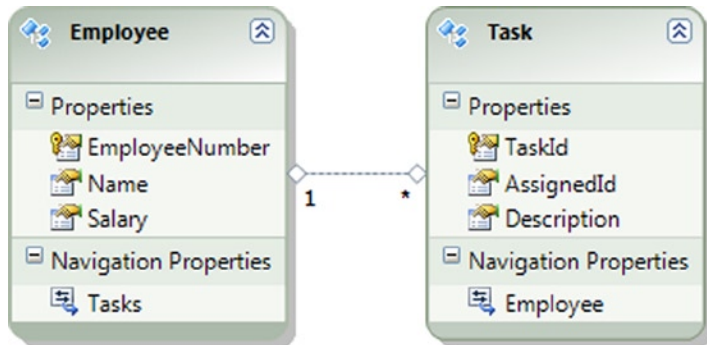 Employee
Properties
EmployeeNumber
Name
Salary
Navigation Properties
Tasks
1
*
Task
Properties
TaskId
AssignedId
Description
Navigation Properties
Employee